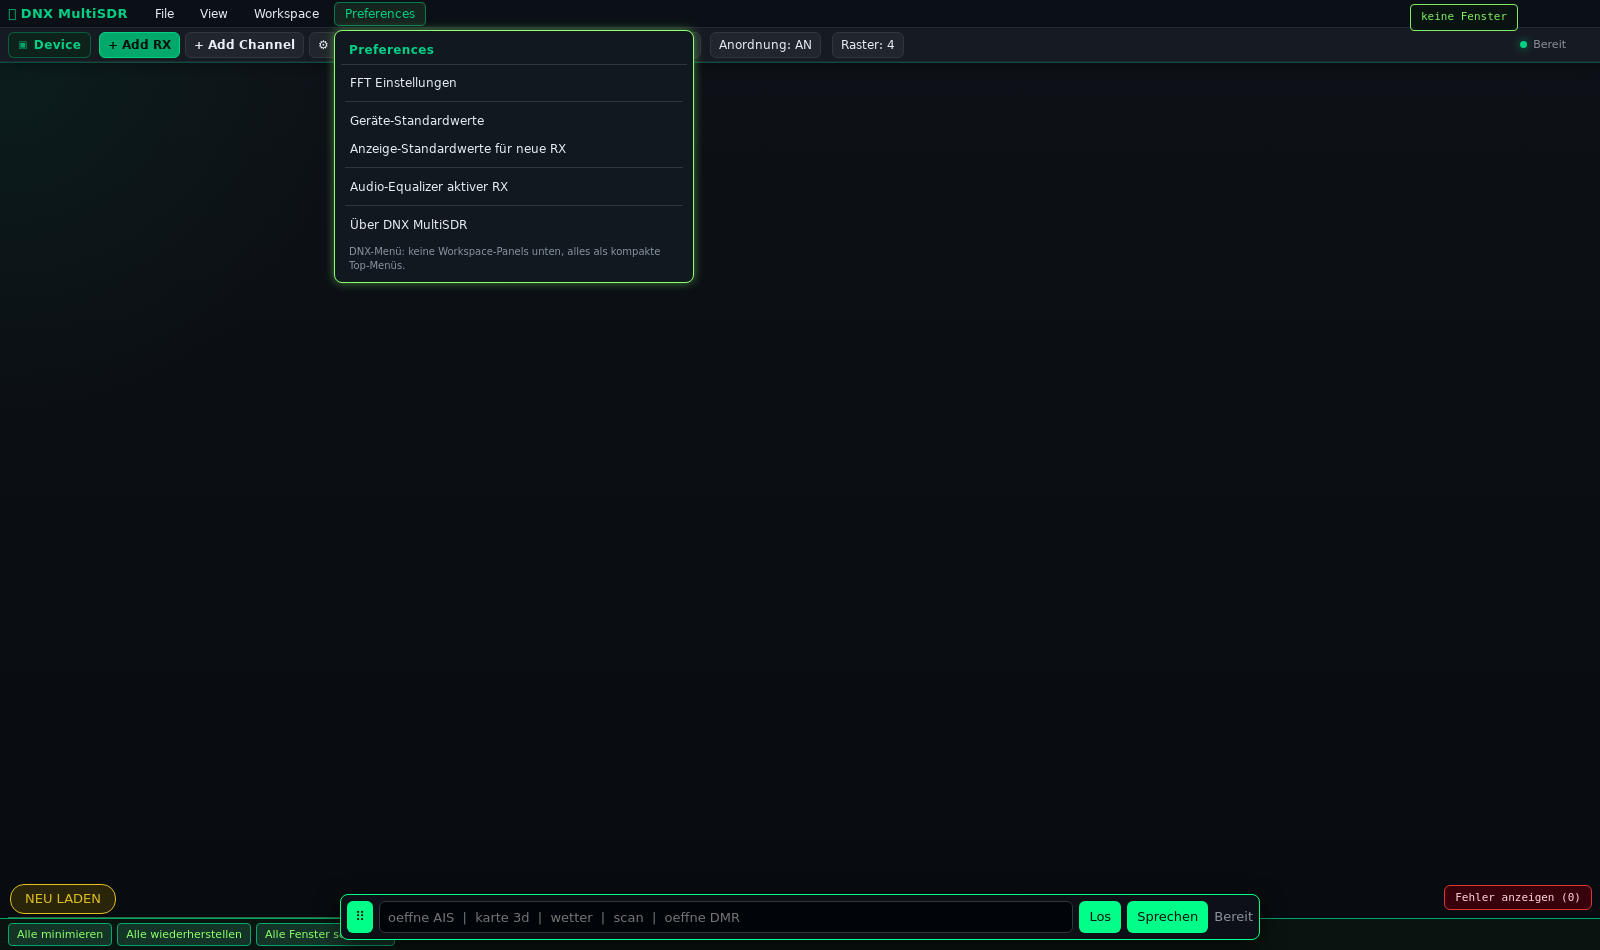 DNX MultiSDR File View Workspace Preferences
keine Fenster
Device + Add RX + Add Channel Anordnung: AN Raster: 4 Bereit
Preferences
FFT Einstellungen
Geräte-Standardwerte
Anzeige-Standardwerte für neue RX
Audio-Equalizer aktiver RX
Über DNX MultiSDR
DNX-Menü: keine Workspace-Panels unten, alles als kompakte
Top-Menüs.
NEU LADEN
Fehler anzeigen (0)
oeffne AIS | karte 3d | wetter | scan | oeffne DMR Los Sprechen Bereit
Alle minimieren Alle wiederherstellen Alle Fenster